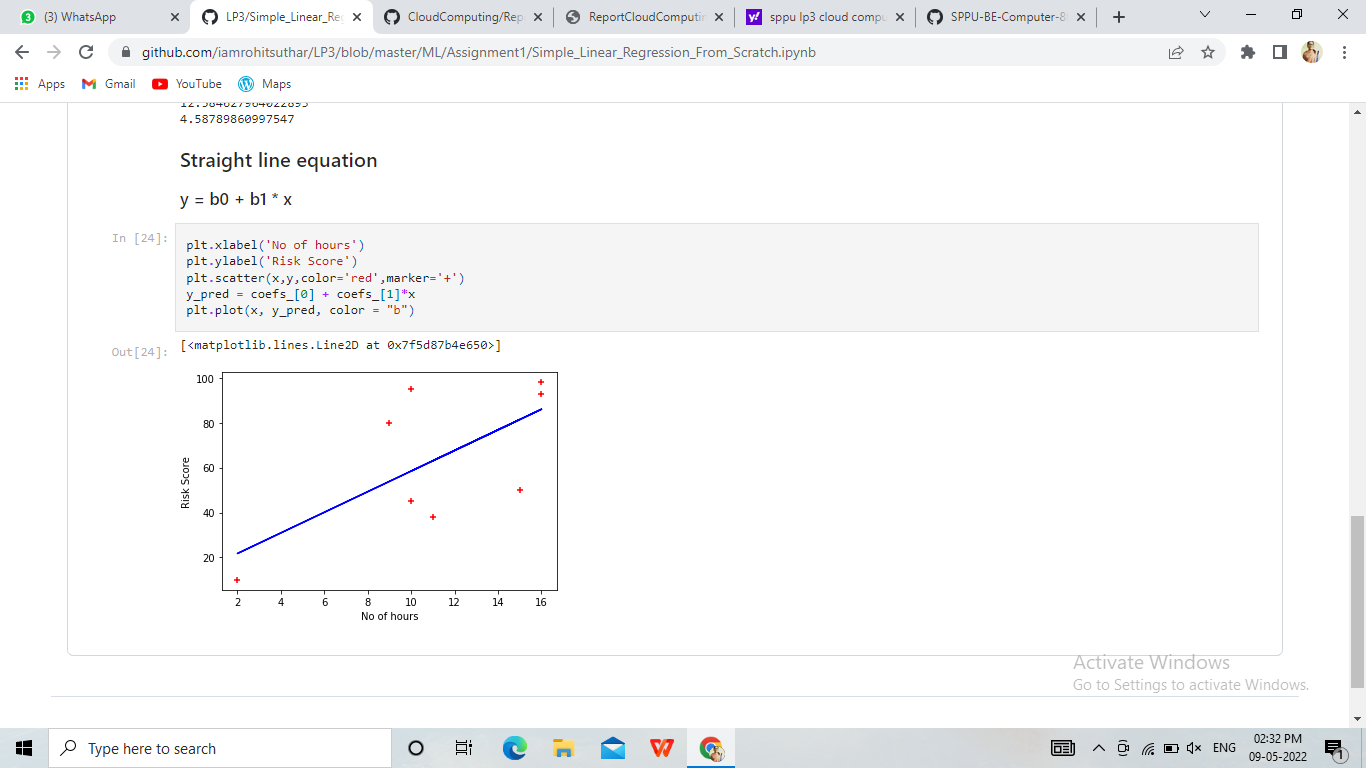 (3) WhatsApp
LP3/Simple_Linear_Re
CloudComputing/Rep
ReportCloudComputin
sppu lp3 cloud compu
SPPU-BE-Computer-8
github.com/iamrohitsuthar/LP3/blob/master/ML/Assignment1/Simple_Linear_Regression_From_Scratch.ipynb
Apps
Gmail
YouTube
Maps
12.584627964022895
4.58789860997547
Straight line equation
y = b0 + b1 * x
In [24]:
plt.xlabel('No of hours')
plt.ylabel('Risk Score')
plt.scatter(x,y,color='red',marker='+')
y_pred = coefs_[0] + coefs_[1]*x
plt.plot(x, y_pred, color = "b")
Out[24]:
[<matplotlib.lines.Line2D at 0x7f5d87b4e650>]
100
80
60
40
20
Risk Score
2 4 6 8 10 12 14 16
No of hours
Activate Windows
Go to Settings to activate Windows.
Type here to search
ENG
02:32 PM
09-05-2022
1